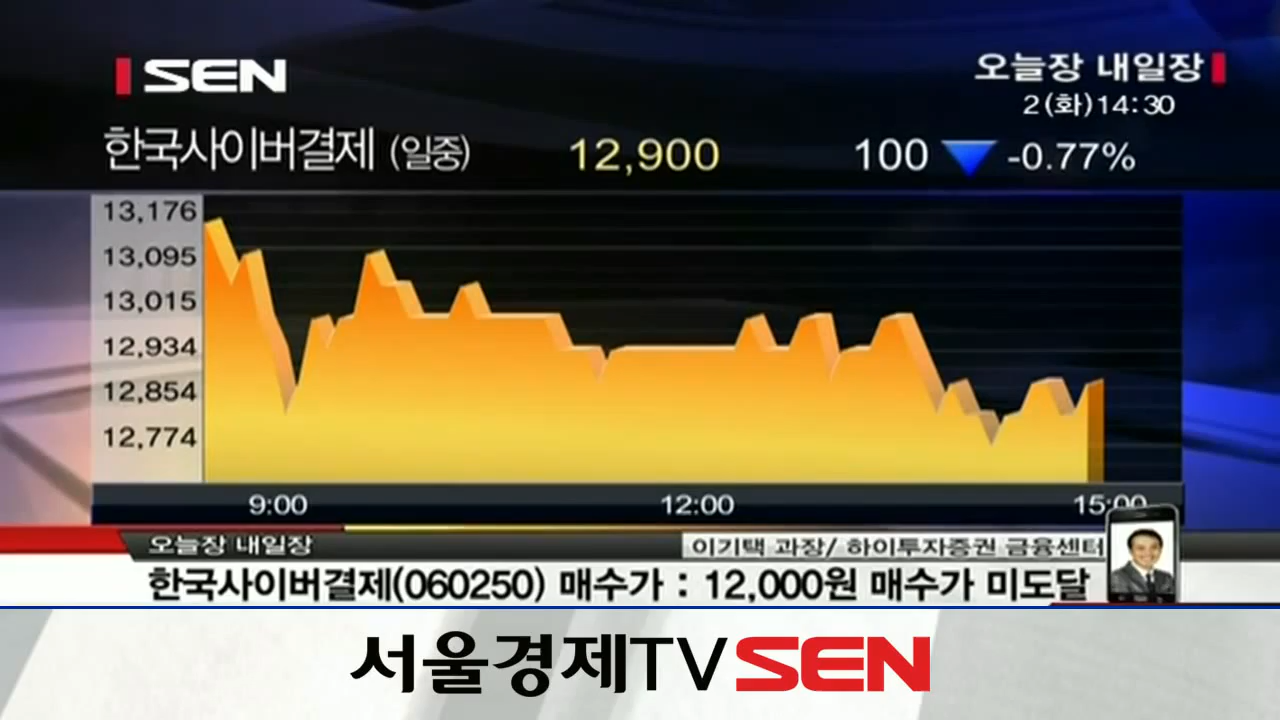 SEN
오늘장 내일장
2(화)14:30
한국사이버결제 (일중) 12,900 100 ▼ -0.77%
13,176
13,095
13,015
12,934
12,854
12,774
9:00 12:00 15:00
오늘장 내일장 이기택 과장/ 하이투자증권 금융센터
한국사이버결제(060250) 매수가 : 12,000원 매수가 미도달
서울경제TV SEN